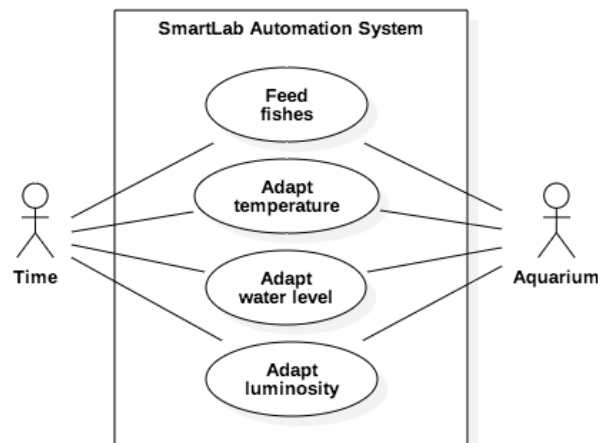 SmartLab Automation System
Feed
fishes
Adapt
temperature
Time
Aquarium
Adapt
water level
Adapt
luminosity